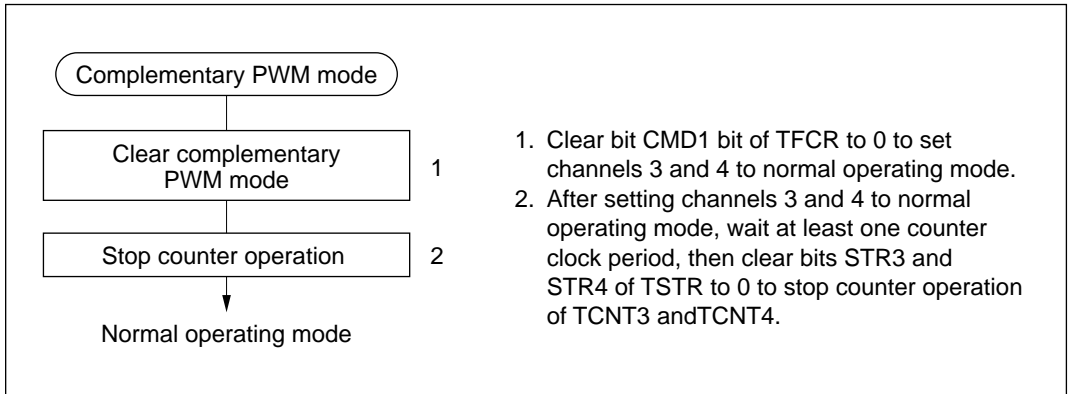 Complementary PWM mode
Clear complementary
PWM mode
1
Stop counter operation
2
Normal operating mode
1. Clear bit CMD1 bit of TFCR to 0 to set
channels 3 and 4 to normal operating mode.
2. After setting channels 3 and 4 to normal
operating mode, wait at least one counter
clock period, then clear bits STR3 and
STR4 of TSTR to 0 to stop counter operation
of TCNT3 andTCNT4.